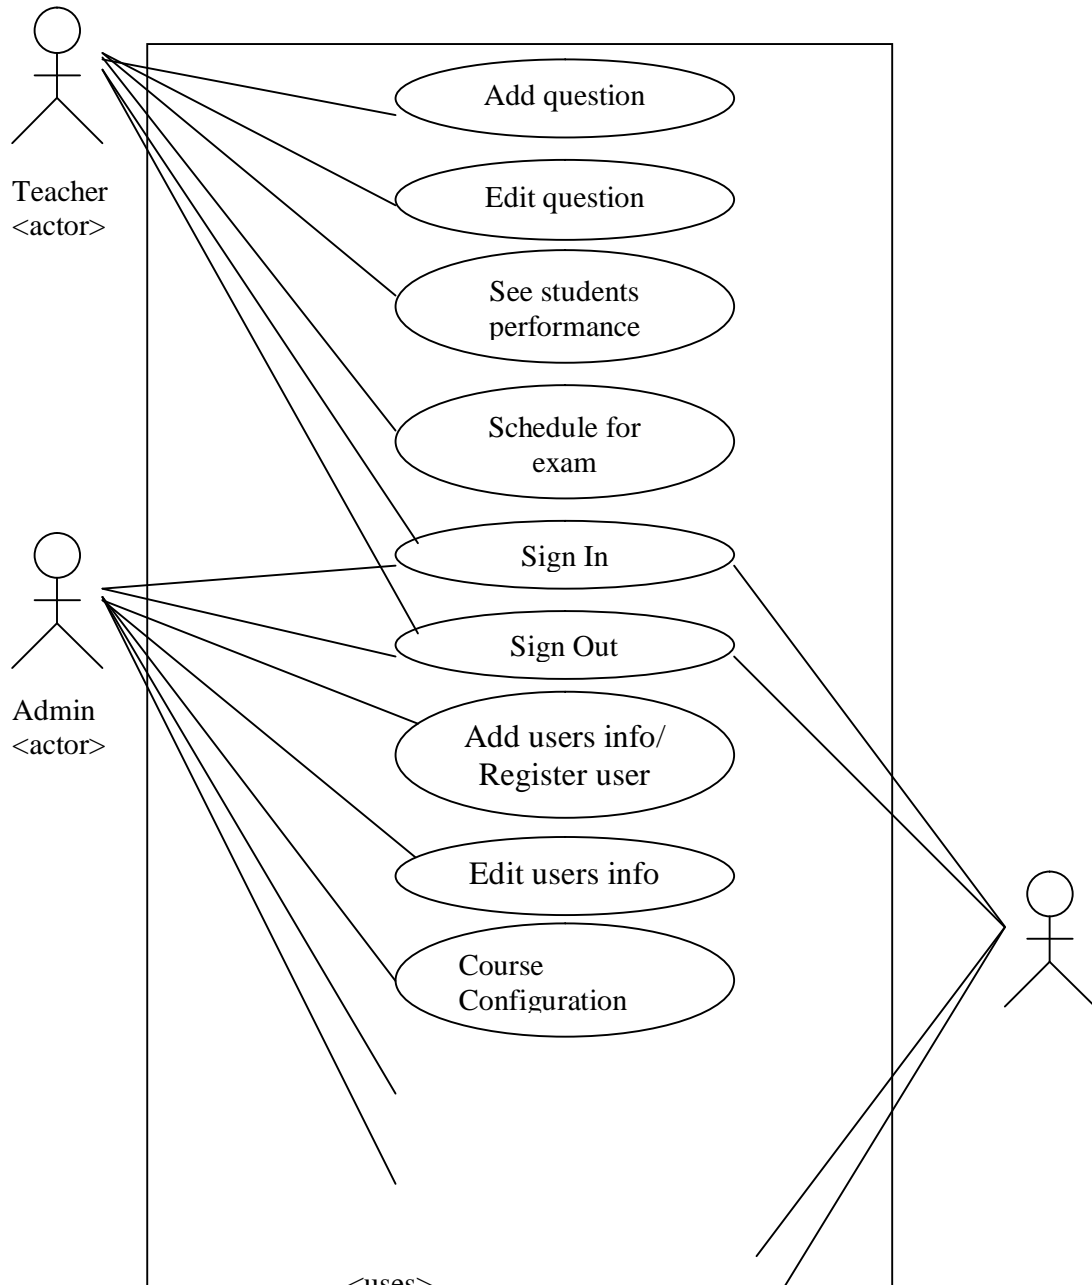 Add question
Teacher
<actor>
Edit question
See students
performance
Schedule for
exam
Sign In
Sign Out
Admin
<actor>
Add users info/
Register user
Edit users info
Course
Configuration
<uses>